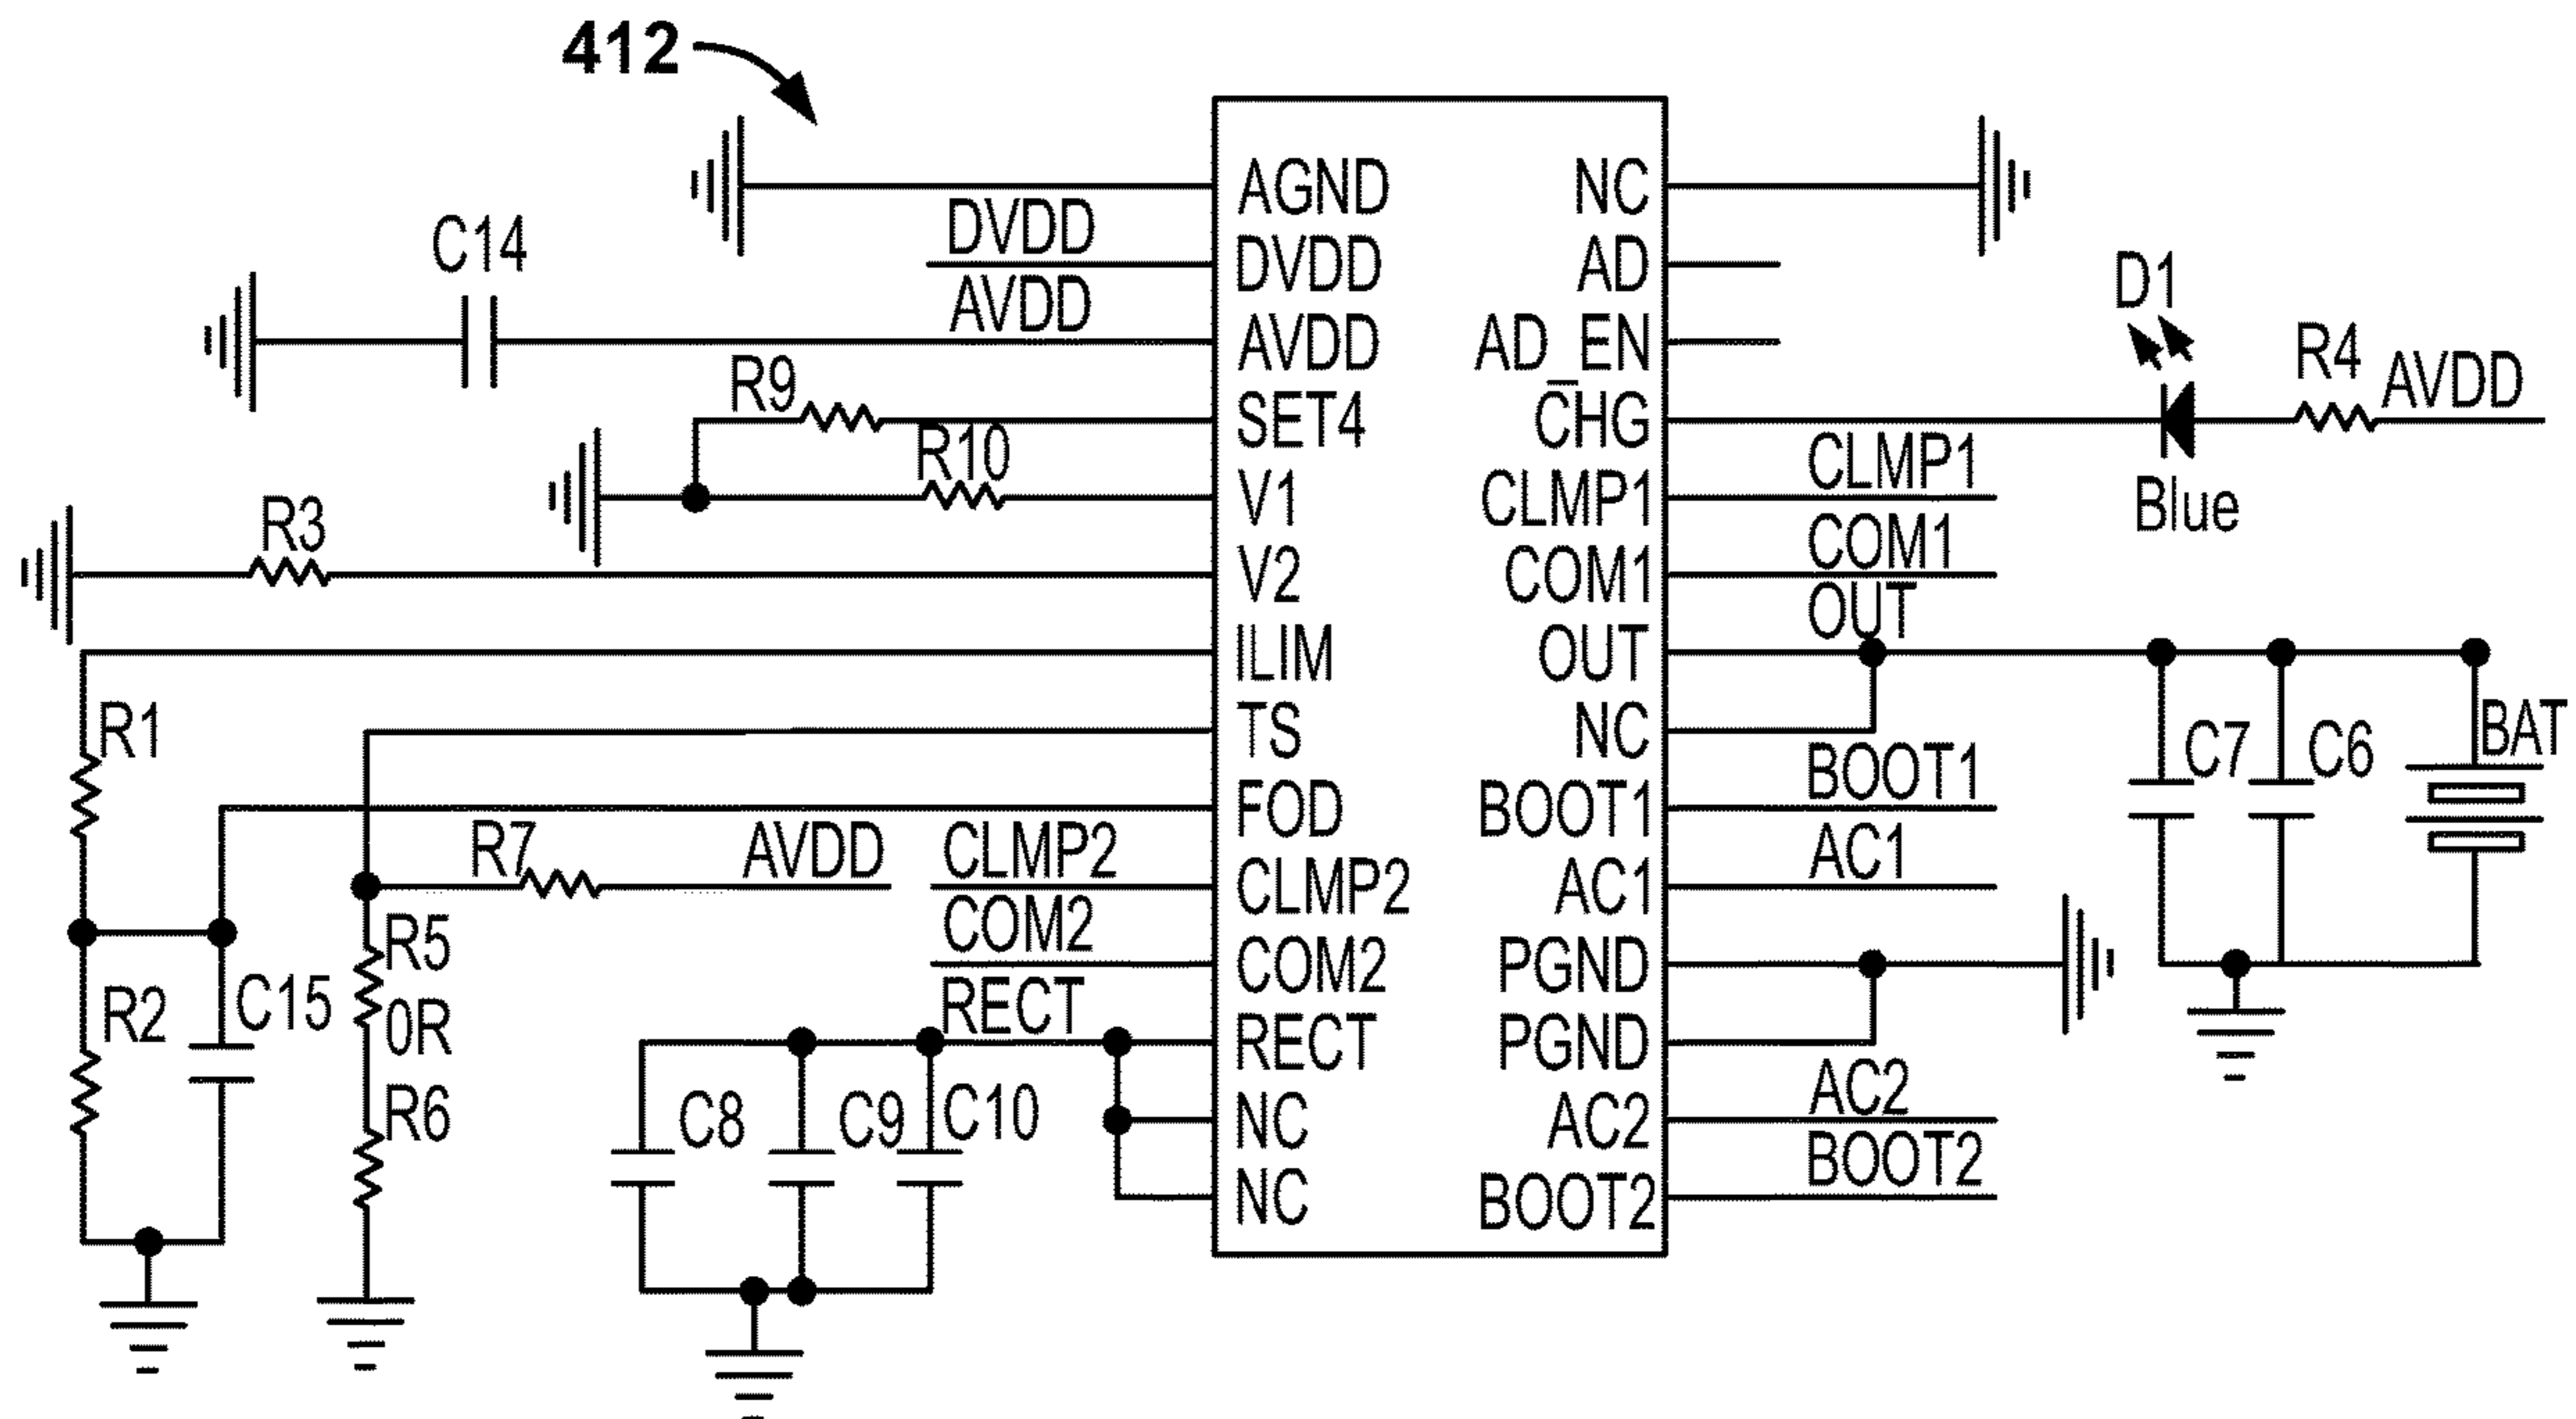 412
AGND
NC
DVDD
DVDD
AD
C14
AVDD
AVDD
AD_EN
D1
R4
AVDD
R9
SET4
CHG
Blue
R10
V1
CLMP1
CLMP1
R3
V2
COM1
COM1
ILIM
OUT
OUT
R1
TS
NC
C7
C6
BAT
FOD
BOOT1
BOOT1
R7
AVDD
CLMP2
CLMP2
AC1
AC1
COM2
COM2
PGND
R5
0R
R2
C15
RECT
RECT
PGND
R6
C8
C9
C10
NC
AC2
AC2
NC
BOOT2
BOOT2